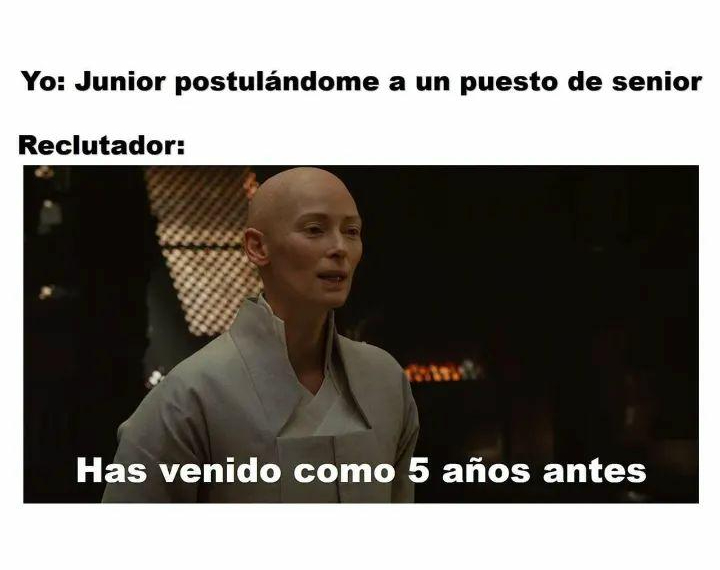 Yo: Junior postulándome a un puesto de senior
Reclutador:
Has venido como 5 años antes